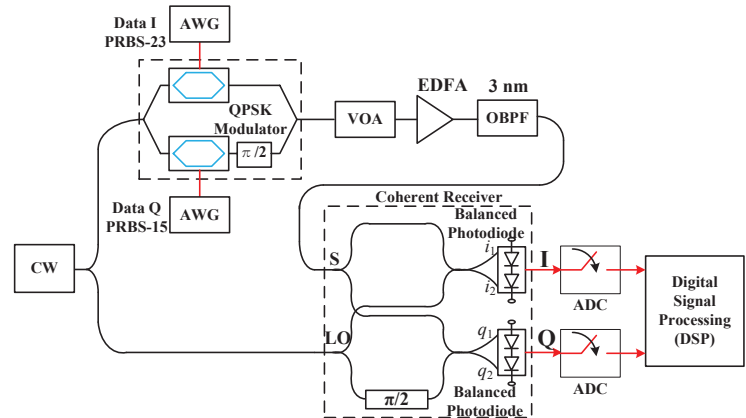 Data I
PRBS-23
AWG
QPSK
Modulator
π /2
Data Q
PRBS-15
AWG
VOA
EDFA
3 nm
OBPF
CW
Coherent Receiver
Balanced
Photodiode
S
i1
i2
I
ADC
LO
q1
q2
Q
ADC
π/2
Balanced
Photodiode
Digital
Signal
Processing
(DSP)